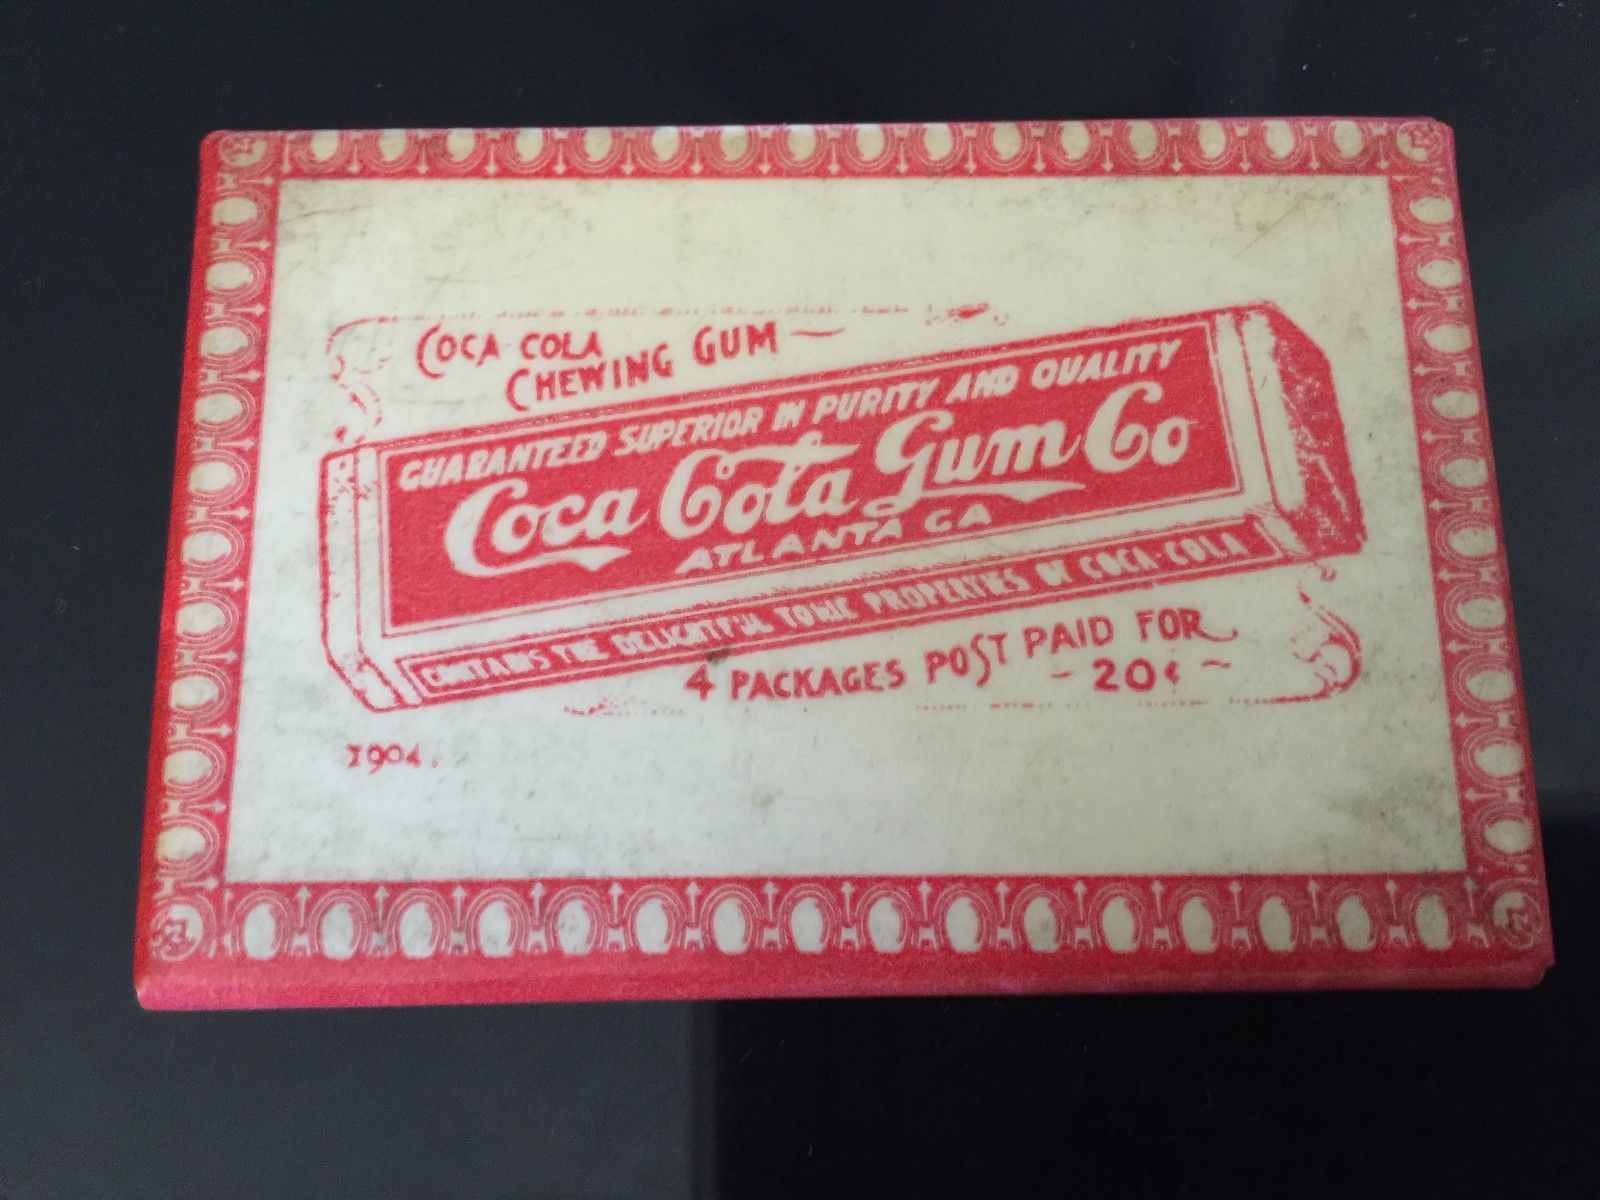 COCA-COLA
CHEWING GUM
GUARANTEED SUPERIOR IN PURITY AND QUALITY
Coca Cola Gum Co
ATLANTA GA
CONTAINS THE DELIGHTFUL TONIC PROPERTIES OF COCA-COLA
4 PACKAGES POST PAID FOR
- 20¢ -
1904.